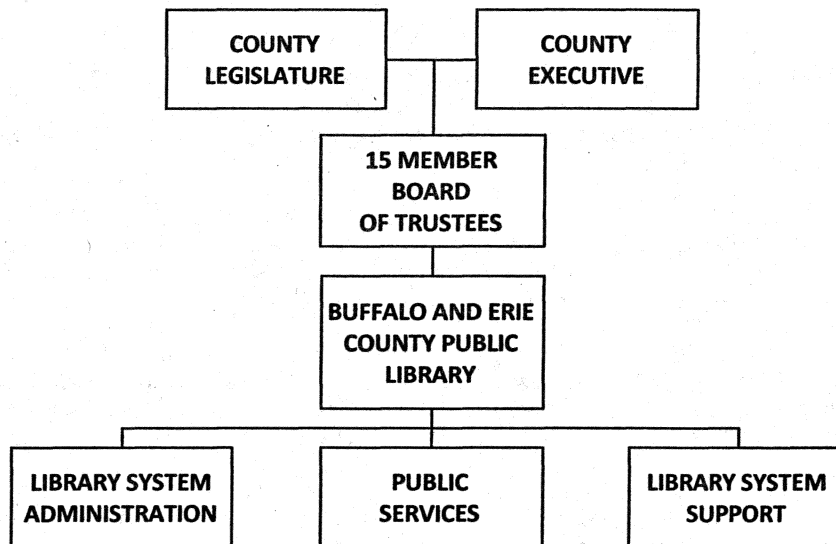 COUNTY
LEGISLATURE
COUNTY
EXECUTIVE
15 MEMBER
BOARD
OF TRUSTEES
BUFFALO AND ERIE
COUNTY PUBLIC
LIBRARY
LIBRARY SYSTEM
ADMINISTRATION
PUBLIC
SERVICES
LIBRARY SYSTEM
SUPPORT